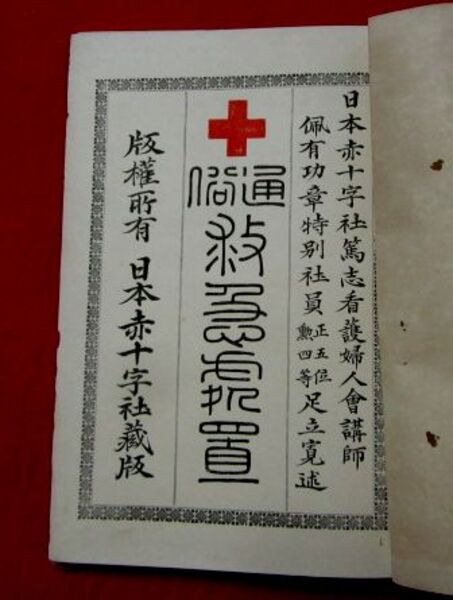 日本赤十字社篤志看護婦人會講師
佩有功章特別社員正五位勲四等足立寛述
通俗救急処置
版權所有 日本赤十字社藏版